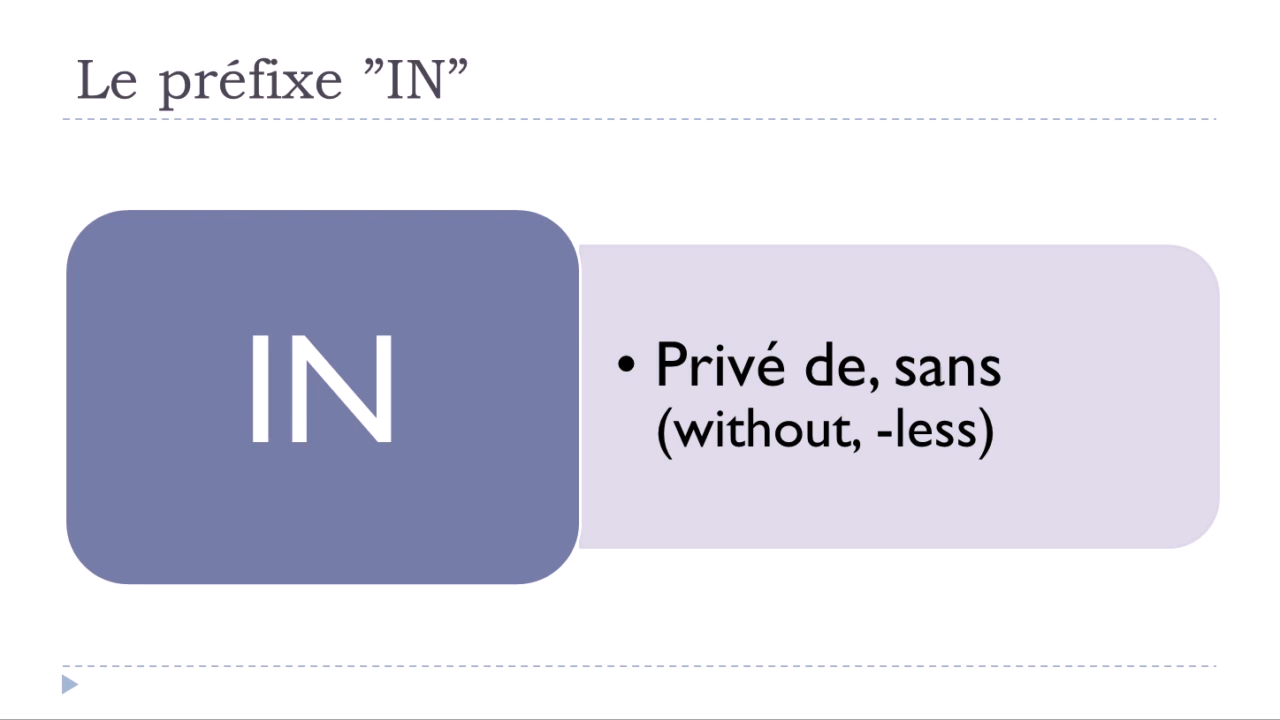 Le préfixe ”IN”
IN
• Privé de, sans
(without, -less)